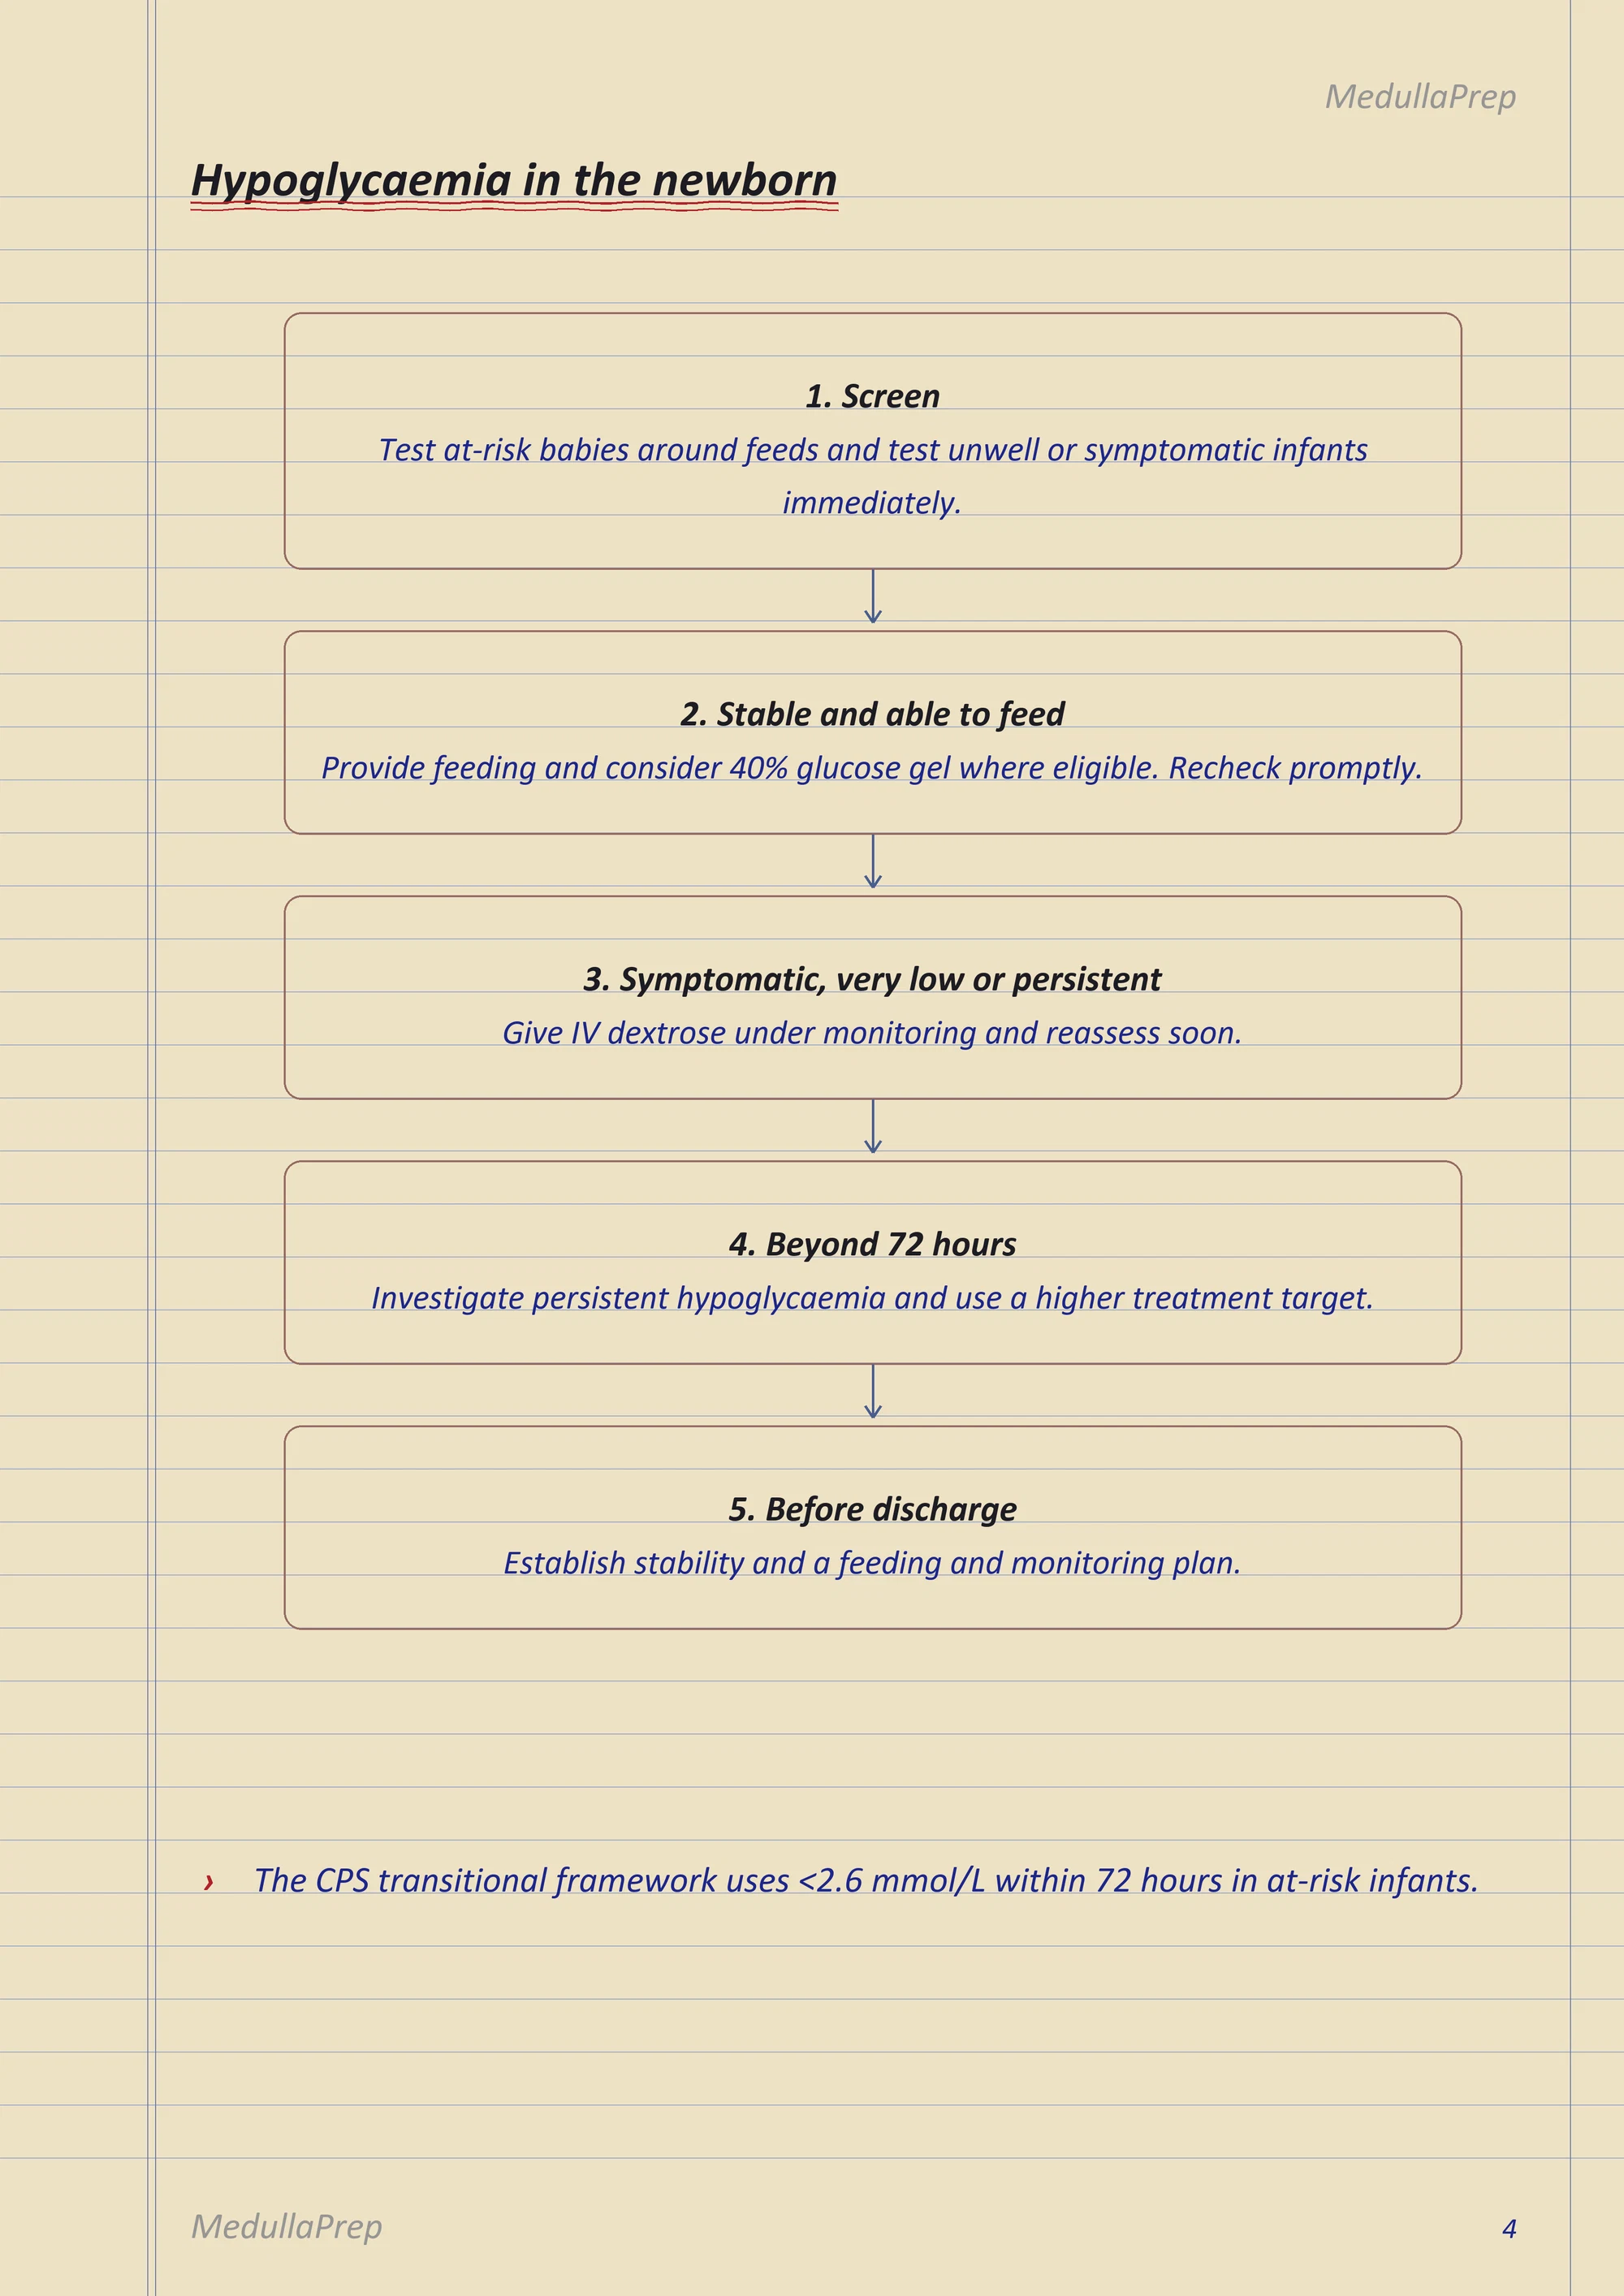 MedullaPrep
Hypoglycaemia in the newborn
1. Screen
Test at-risk babies around feeds and test unwell or symptomatic infants
immediately.
2. Stable and able to feed
Provide feeding and consider 40% glucose gel where eligible. Recheck promptly.
3. Symptomatic, very low or persistent
Give IV dextrose under monitoring and reassess soon.
4. Beyond 72 hours
Investigate persistent hypoglycaemia and use a higher treatment target.
5. Before discharge
Establish stability and a feeding and monitoring plan.
› The CPS transitional framework uses <2.6 mmol/L within 72 hours in at-risk infants.
MedullaPrep
4